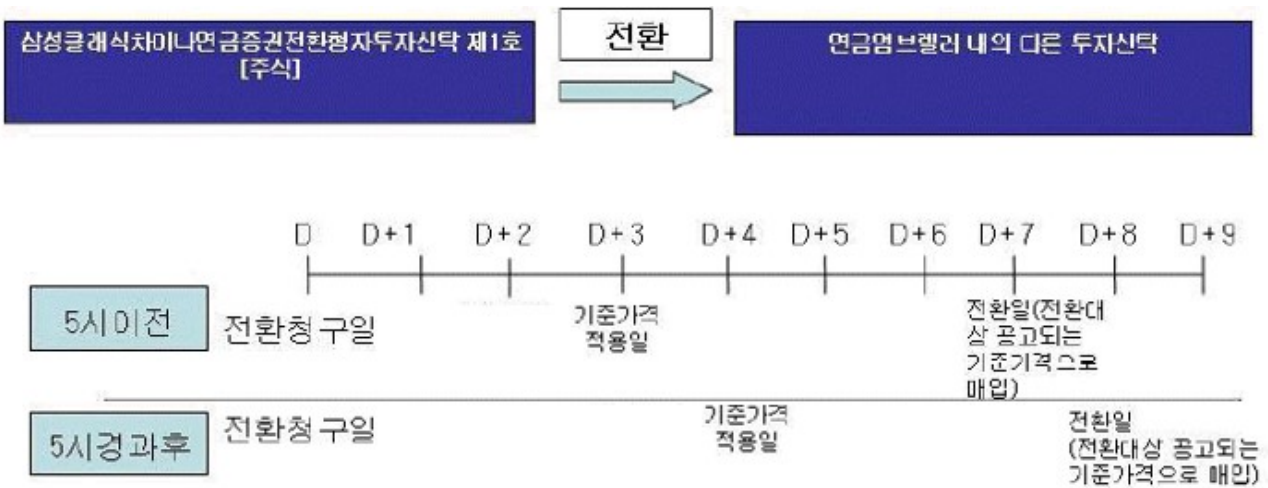 삼성클래식차이나연금증권전환형자투자신탁 제1호
[주식]
전환
연금엄브렐러 내의 다른 투자신탁
D D+1 D+2 D+3 D+4 D+5 D+6 D+7 D+8 D+9
5시이전
전환청구일
기준가격
적용일
전환일(전환대
상 공고되는
기준기격으로
매입)
5시경과후
전환청구일
기준가격
적용일
전환일
(전환대상 공고되는
기준가격으로 매입)